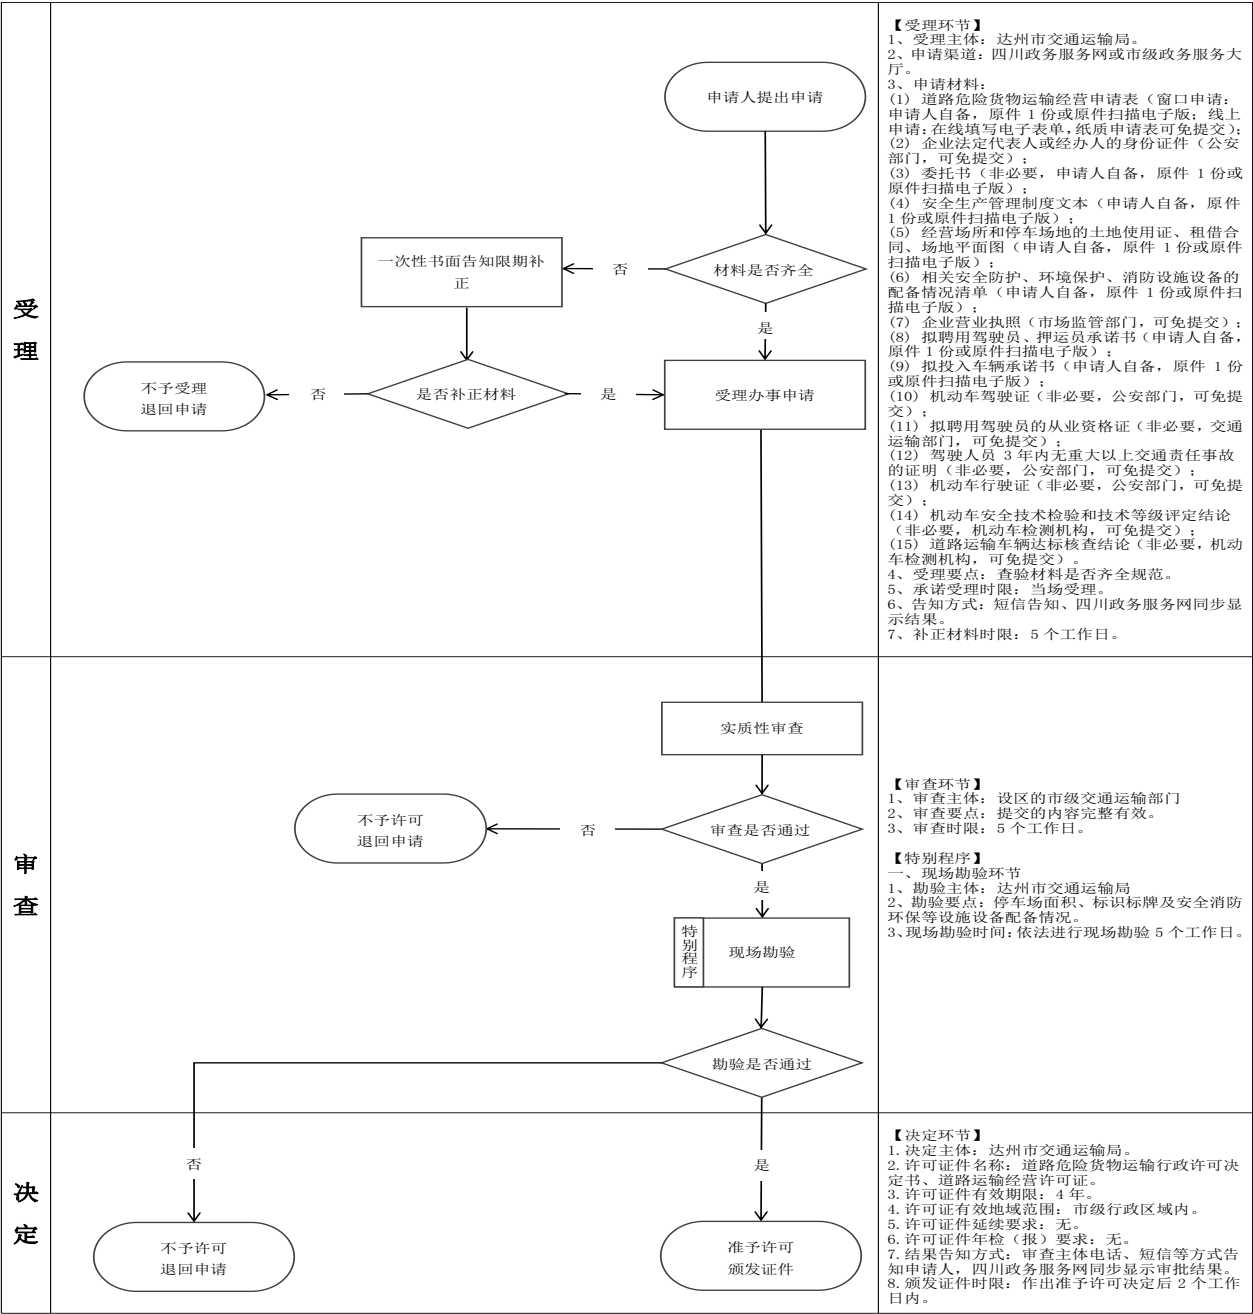 受
理
申请人提出申请
材料是否齐全
否
一次性书面告知限期补
正
是
是否补正材料
否
不予受理
退回申请
是
受理办事申请
【受理环节】
1、受理主体：达州市交通运输局。
2、申请渠道：四川政务服务网或市级政务服务大
厅。
3、申请材料：
(1) 道路危险货物运输经营申请表（窗口申请：
申请人自备，原件 1 份或原件扫描电子版；线上
申请：在线填写电子表单，纸质申请表可免提交）；
(2) 企业法定代表人或经办人的身份证件（公安
部门，可免提交）；
(3) 委托书（非必要，申请人自备，原件 1 份或
原件扫描电子版）；
(4) 安全生产管理制度文本（申请人自备，原件
1 份或原件扫描电子版）；
(5) 经营场所和停车场地的土地使用证、租借合
同、场地平面图（申请人自备，原件 1 份或原件
扫描电子版）；
(6) 相关安全防护、环境保护、消防设施设备的
配备情况清单（申请人自备，原件 1 份或原件扫
描电子版）；
(7) 企业营业执照（市场监管部门，可免提交）；
(8) 拟聘用驾驶员、押运员承诺书（申请人自备，
原件 1 份或原件扫描电子版）；
(9) 拟投入车辆承诺书（申请人自备，原件 1 份
或原件扫描电子版）；
(10) 机动车驾驶证（非必要，公安部门，可免提
交）；
(11) 拟聘用驾驶员的从业资格证（非必要，交通
运输部门，可免提交）；
(12) 驾驶人员 3 年内无重大以上交通责任事故
的证明（非必要，公安部门，可免提交）；
(13) 机动车行驶证（非必要，公安部门，可免提
交）；
(14) 机动车安全技术检验和技术等级评定结论
（非必要，机动车检测机构，可免提交）；
(15) 道路运输车辆达标核查结论（非必要，机动
车检测机构，可免提交）。
4、受理要点：查验材料是否齐全规范。
5、承诺受理时限：当场受理。
6、告知方式：短信告知、四川政务服务网同步显
示结果。
7、补正材料时限：5 个工作日。
审
查
实质性审查
审查是否通过
否
不予许可
退回申请
是
特别程序
现场勘验
勘验是否通过
【审查环节】
1、审查主体：设区的市级交通运输部门
2、审查要点：提交的内容完整有效。
3、审查时限：5 个工作日。
【特别程序】
一、现场勘验环节
1、勘验主体：达州市交通运输局
2、勘验要点：停车场面积、标识标牌及安全消防
环保等设施设备配备情况。
3、现场勘验时间：依法进行现场勘验 5 个工作日。
决
定
否
不予许可
退回申请
是
准予许可
颁发证件
【决定环节】
1.决定主体：达州市交通运输局。
2.许可证件名称：道路危险货物运输行政许可决
定书、道路运输经营许可证。
3.许可证件有效期限：4 年。
4.许可证有效地域范围：市级行政区域内。
5.许可证件延续要求：无。
6.许可证件年检（报）要求：无。
7.结果告知方式：审查主体电话、短信等方式告
知申请人，四川政务服务网同步显示审批结果。
8.颁发证件时限：作出准予许可决定后 2 个工作
日内。